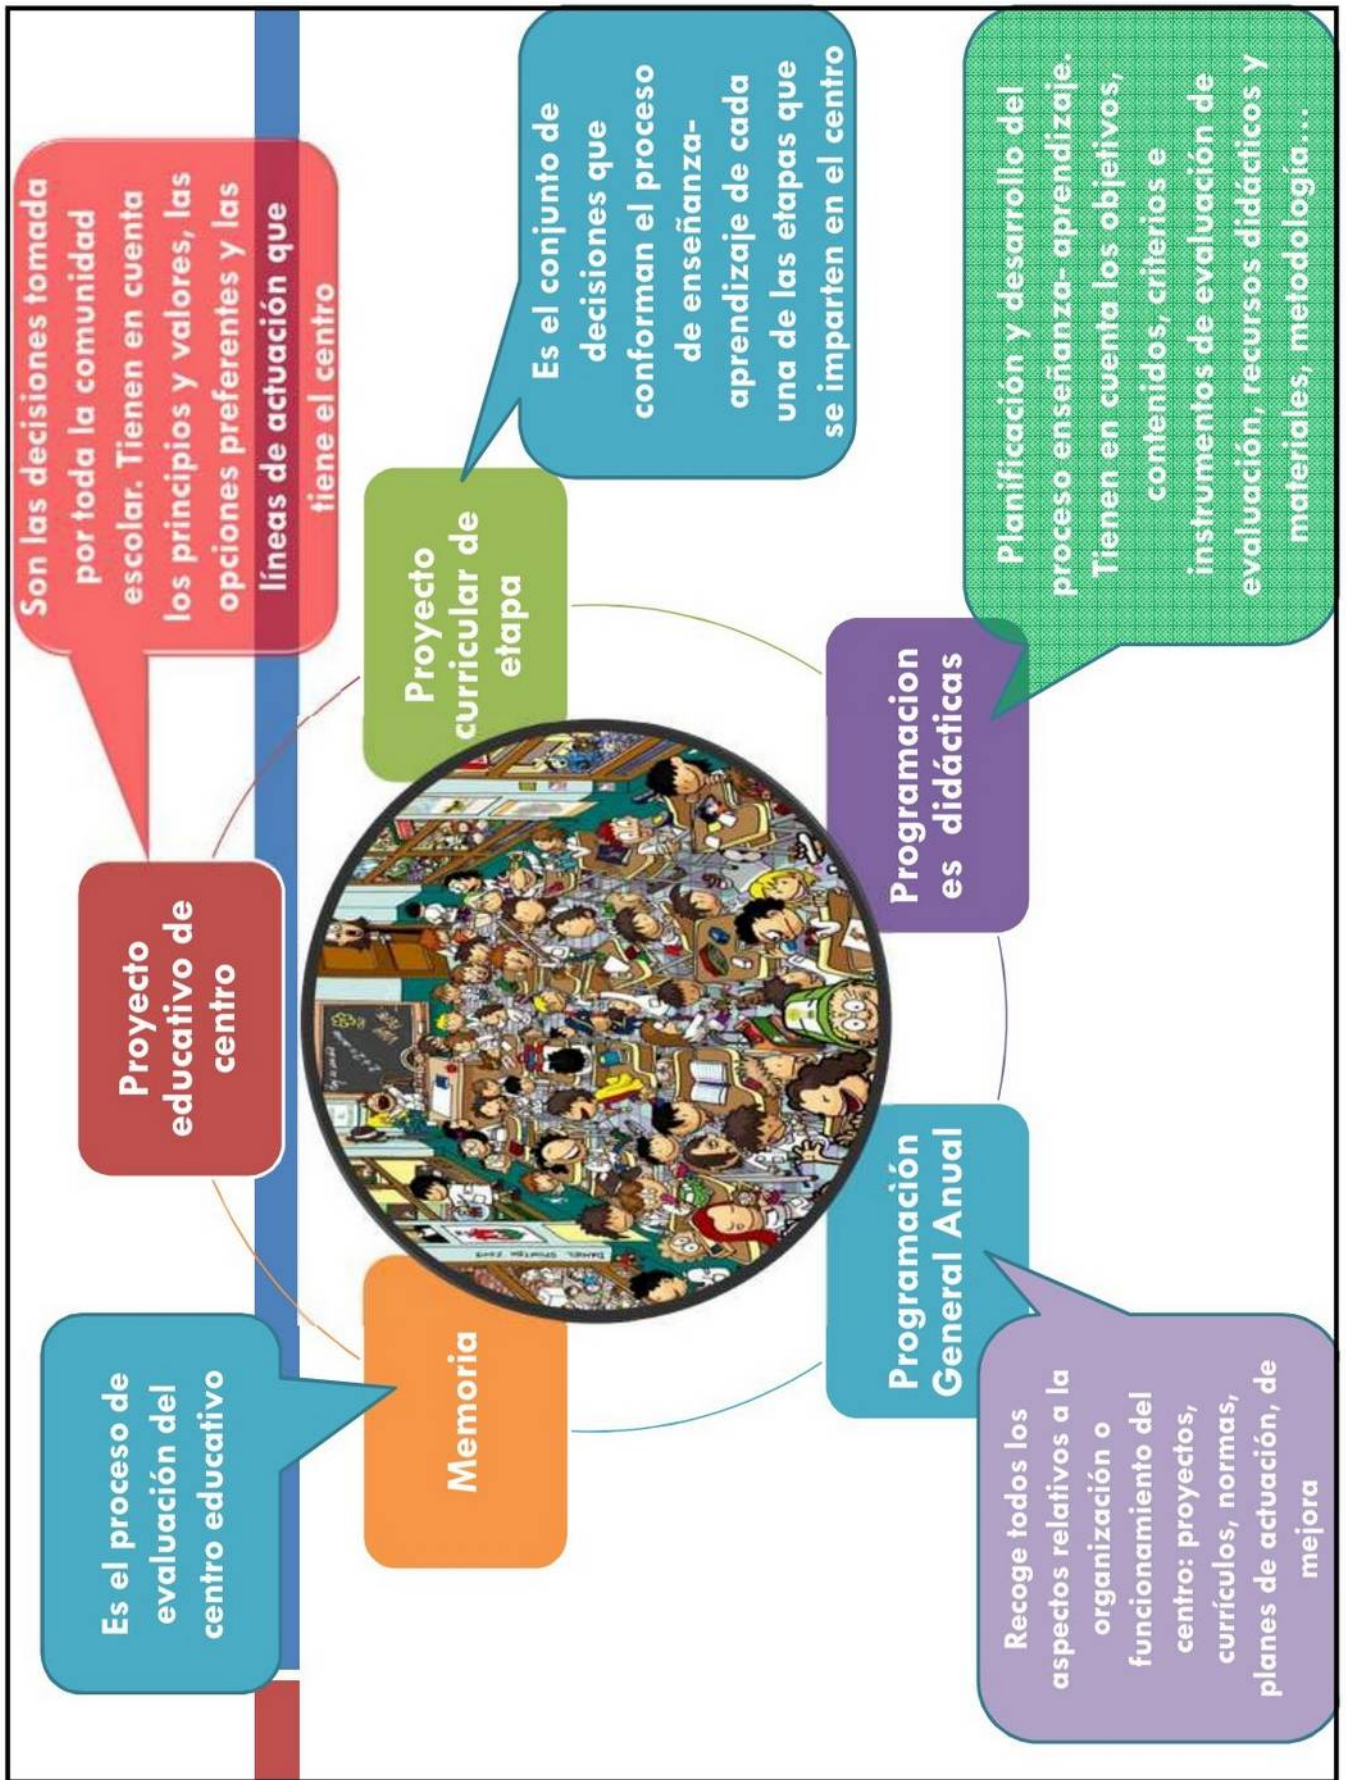 Son las decisiones tomada
por toda la comunidad
escolar. Tienen en cuenta
los principios y valores, las
opciones preferentes y las
líneas de actuación que
tiene el centro
Proyecto
educativo de
centro
Es el conjunto de
decisiones que
conforman el proceso
de enseñanza-
aprendizaje de cada
una de las etapas que
se imparten en el centro
Proyecto
curricular de
etapa
Planificación y desarrollo del
proceso enseñanza- aprendizaje.
Tienen en cuenta los objetivos,
contenidos, criterios e
instrumentos de evaluación de
evaluación, recursos didácticos y
materiales, metodología...
Programacion
es didácticas
Programación
General Anual
Recoge todos los
aspectos relativos a la
organización o
funcionamiento del
centro: proyectos,
currículos, normas,
planes de actuación, de
mejora
Memoria
Es el proceso de
evaluación del
centro educativo